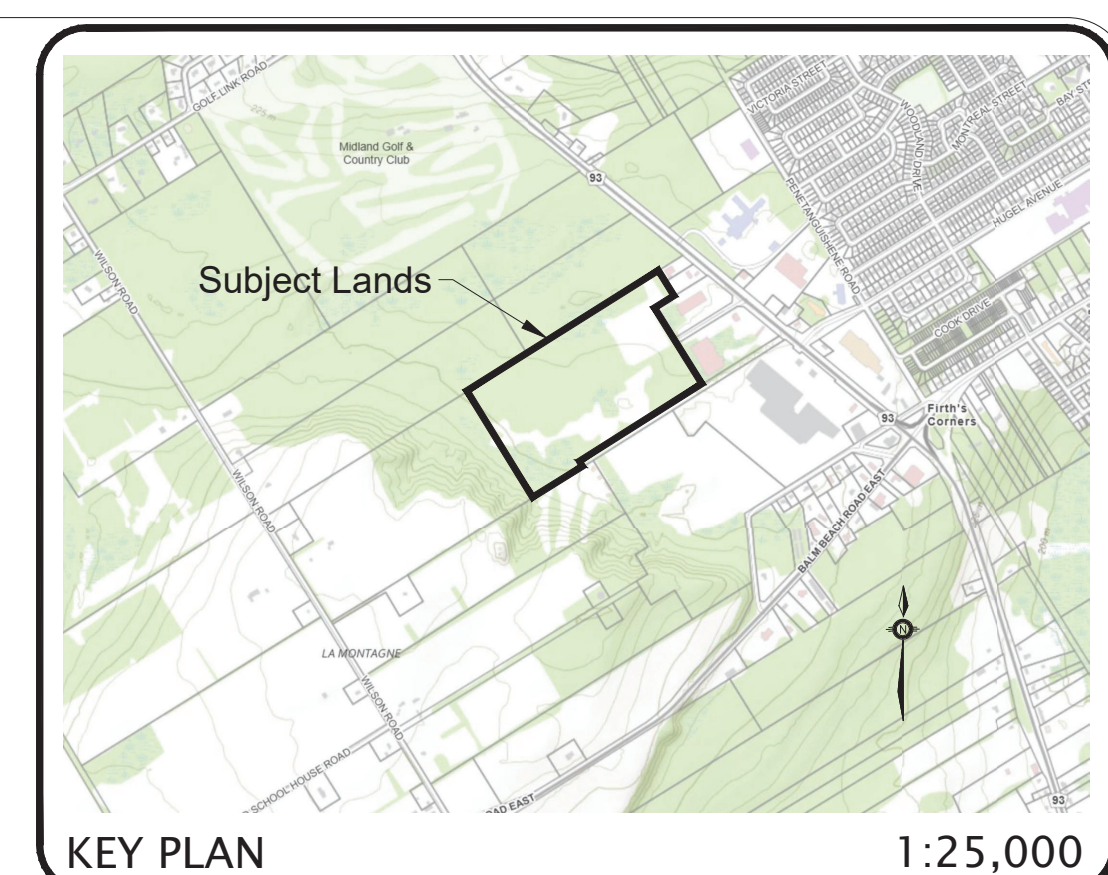 GOLF LINK ROAD
225 m
Midland Golf &
Country Club
93
VICTORIA STREET
WOODLAND DRIVE
MONTREAL STREET
BAY ST
PENETANGUISHENE ROAD
HUGEL AVENUE
WILSON ROAD
Subject Lands
COOK DRIVE
93
Firth's
Corners
WILSON ROAD
BALM BEACH ROAD EAST
200 m
N
LA MONTAGNE
WILSON ROAD
D SCHOOL HOUSE ROAD
AD EAST
93
KEY PLAN
1:25,000